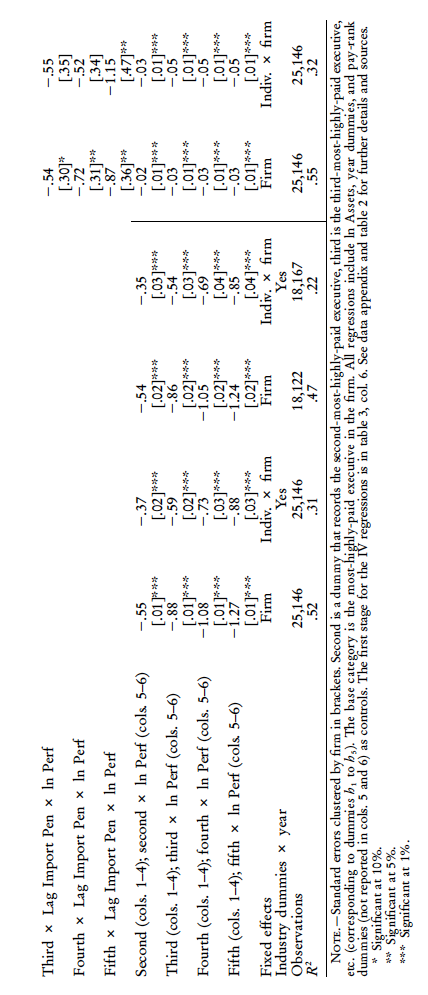 Third × Lag Import Pen × ln Perf −.54 −.55
[.30]* [.35]
Fourth × Lag Import Pen × ln Perf −.72 −.52
[.31]** [.34]
Fifth × Lag Import Pen × ln Perf −.87 −1.15
[.36]** [.47]**
Second (cols. 1–4); second × ln Perf (cols. 5–6) −.55 −.37 −.54 −.35 −.02 −.03
[.01]*** [.02]*** [.02]*** [.03]*** [.01]*** [.01]***
Third (cols. 1–4); third × ln Perf (cols. 5–6) −.88 −.59 −.86 −.54 −.03 −.05
[.01]*** [.02]*** [.02]*** [.03]*** [.01]*** [.01]***
Fourth (cols. 1–4); fourth × ln Perf (cols. 5–6) −1.08 −.73 −1.05 −.69 −.03 −.05
[.01]*** [.03]*** [.02]*** [.04]*** [.01]*** [.01]***
Fifth (cols. 1–4); fifth × ln Perf (cols. 5–6) −1.27 −.88 −1.24 −.85 −.03 −.05
[.01]*** [.03]*** [.02]*** [.04]*** [.01]*** [.01]***
Fixed effects Firm Indiv. × firm Firm Indiv. × firm Firm Indiv. × firm
Industry dummies × year Yes Yes
Observations 25,146 25,146 18,122 18,167 25,146 25,146
R² .52 .31 .47 .22 .55 .32
NOTE.—Standard errors clustered by firm in brackets. Second is a dummy that records the second-most-highly-paid executive, third is the third-most-highly-paid executive,
etc. (corresponding to dummies b₁ to b₅). The base category is the most-highly-paid executive in the firm. All regressions include ln Assets, year dummies, and pay-rank
dummies (not reported in cols. 5 and 6) as controls. The first stage for the IV regressions is in table 3, col. 6. See data appendix and table 2 for further details and sources.
* Significant at 10%.
** Significant at 5%.
*** Significant at 1%.